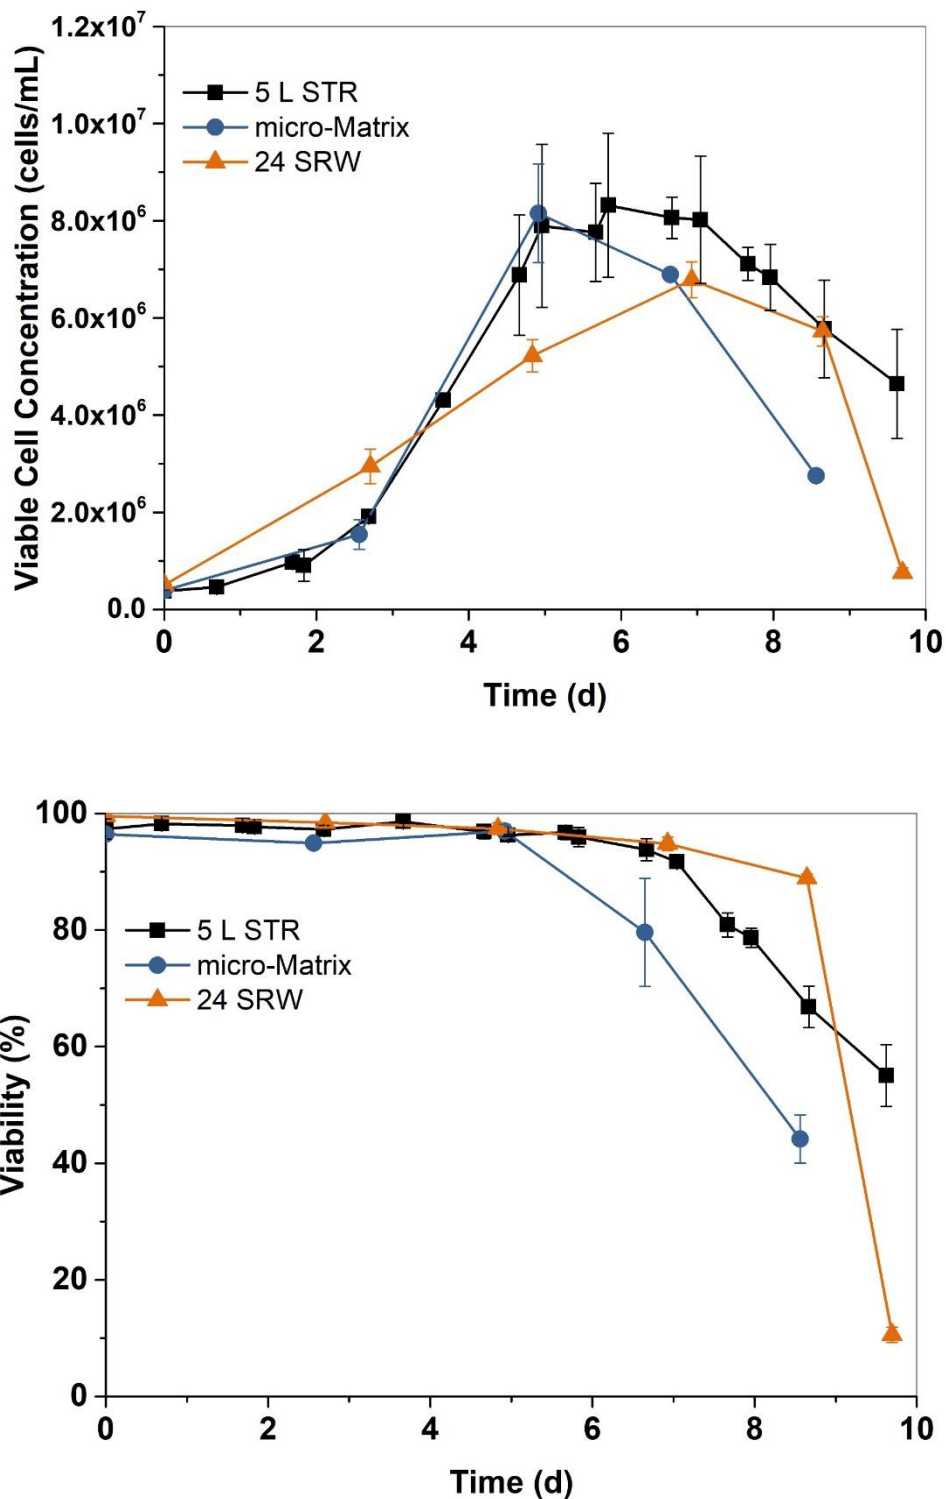 Viable Cell Concentration (cells/mL)
1.2x10⁷
1.0x10⁷
8.0x10⁶
6.0x10⁶
4.0x10⁶
2.0x10⁶
0.0
5 L STR
micro-Matrix
24 SRW
0 2 4 6 8 10
Time (d)
Viability (%)
100
80
60
40
20
0
5 L STR
micro-Matrix
24 SRW
0 2 4 6 8 10
Time (d)